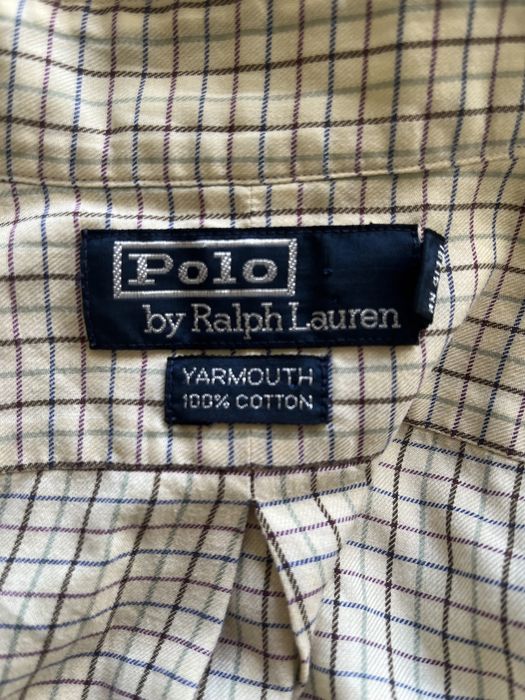 Polo
by Ralph Lauren
YARMOUTH
100% COTTON